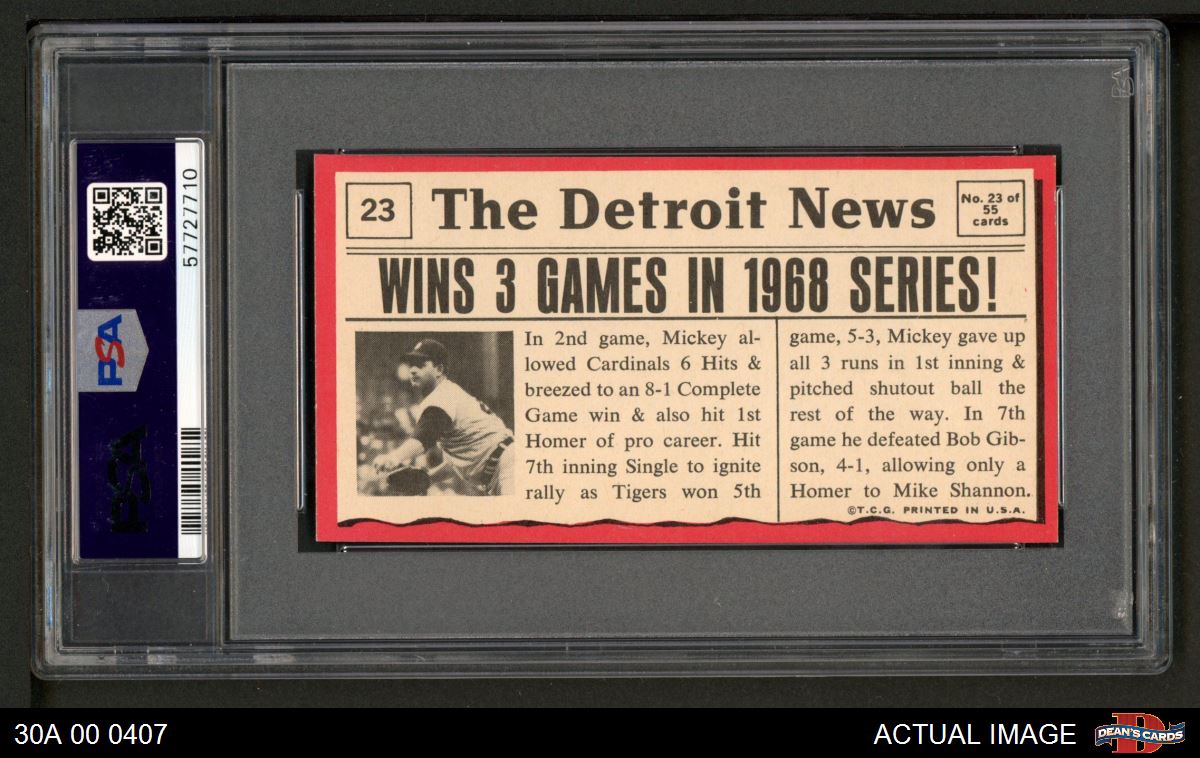 57727710
PSA
PSA
23
The Detroit News
No. 23 of
55
cards
WINS 3 GAMES IN 1968 SERIES!
In 2nd game, Mickey al-
lowed Cardinals 6 Hits &
breezed to an 8-1 Complete
Game win & also hit 1st
Homer of pro career. Hit
7th inning Single to ignite
rally as Tigers won 5th
game, 5-3, Mickey gave up
all 3 runs in 1st inning &
pitched shutout ball the
rest of the way. In 7th
game he defeated Bob Gib-
son, 4-1, allowing only a
Homer to Mike Shannon.
©T.C.G. PRINTED IN U.S.A.
30A 00 0407
ACTUAL IMAGE
DEAN'S CARDS